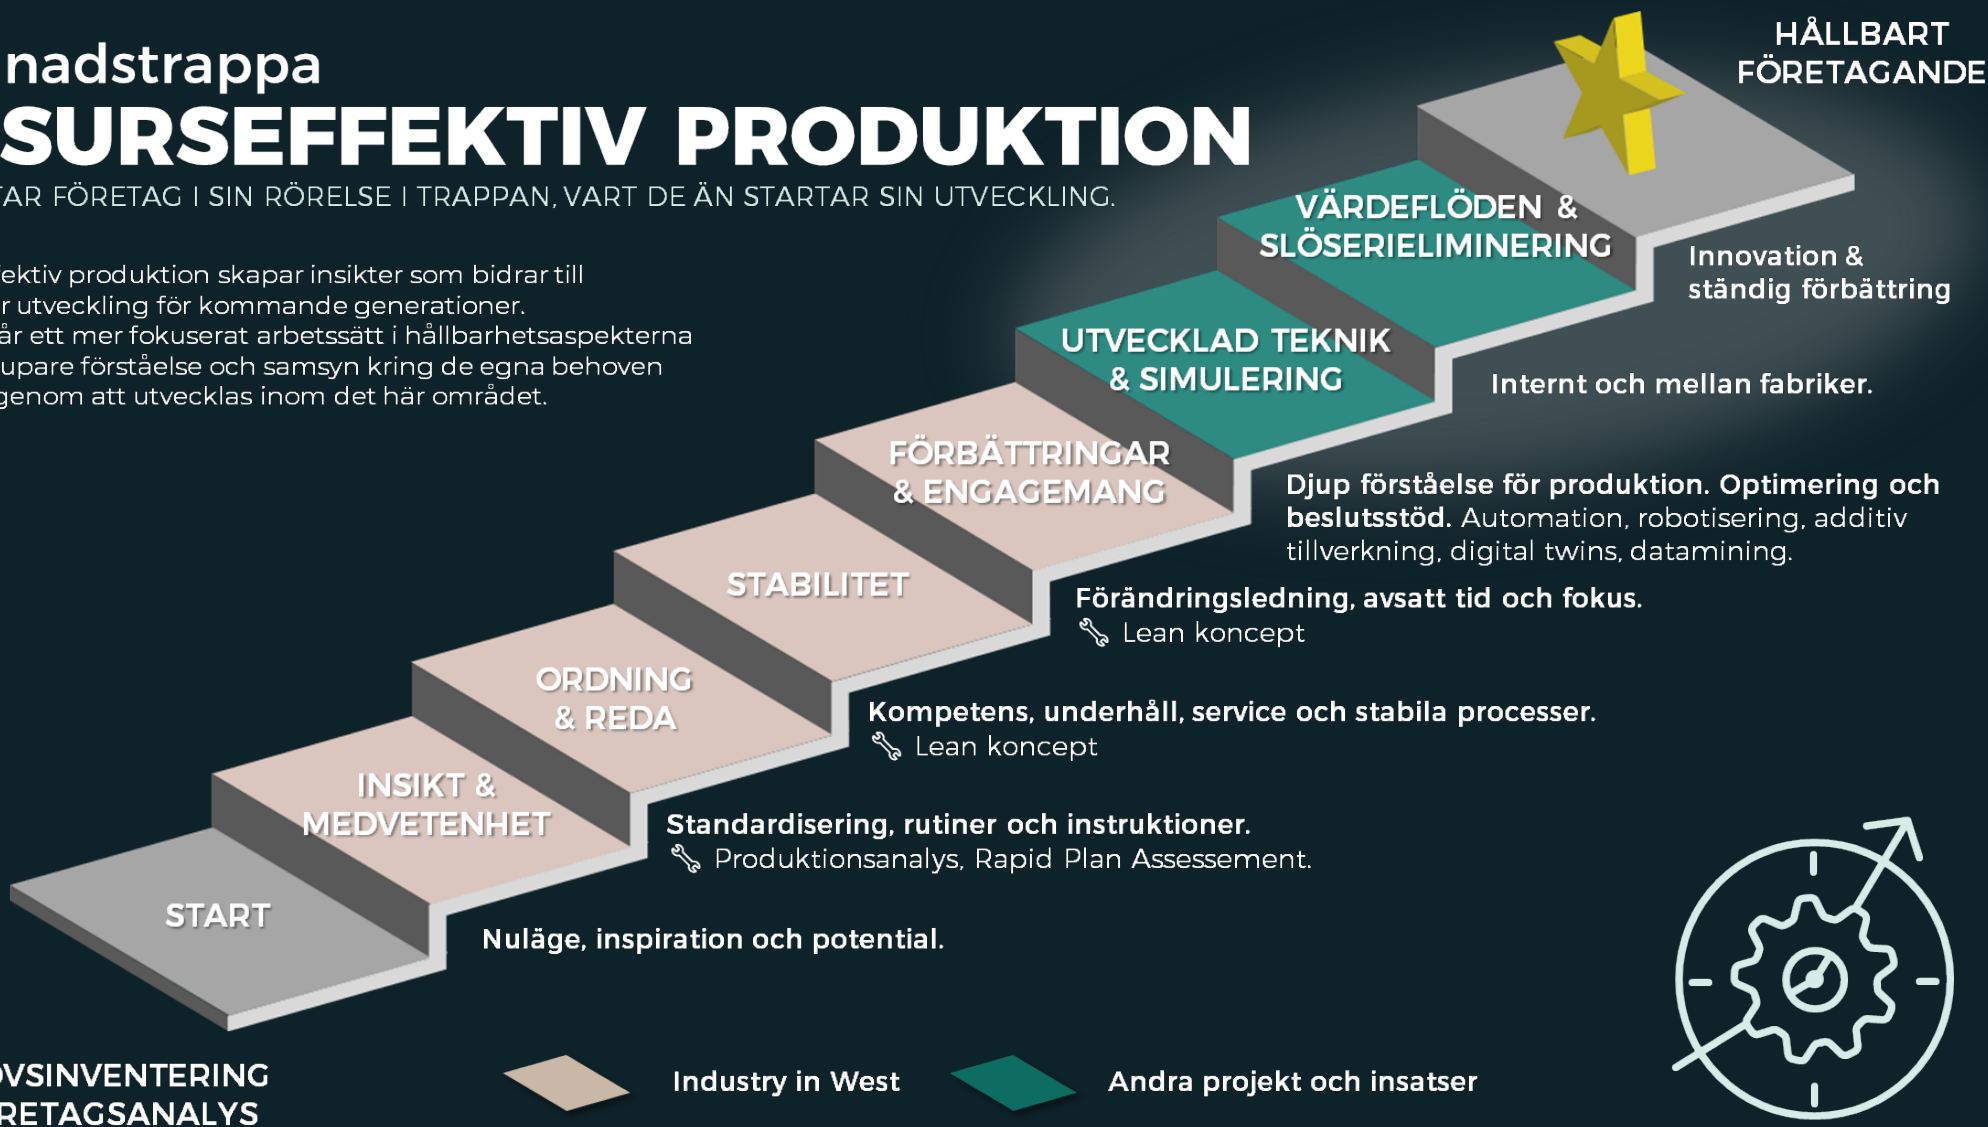 nadstrappa
SURSEFFEKTIV PRODUKTION
TAR FÖRETAG I SIN RÖRELSE I TRAPPAN, VART DE ÄN STARTAR SIN UTVECKLING.
ektiv produktion skapar insikter som bidrar till
r utveckling för kommande generationer.
år ett mer fokuserat arbetssätt i hållbarhetsaspekterna
upare förståelse och samsyn kring de egna behoven
genom att utvecklas inom det här området.
HÅLLBART
FÖRETAGANDE
VÄRDEFLÖDEN &
SLÖSERIELIMINERING
Innovation &
ständig förbättring
UTVECKLAD TEKNIK
& SIMULERING
Internt och mellan fabriker.
FÖRBÄTTRINGAR
& ENGAGEMANG
Djup förståelse för produktion. Optimering och
beslutsstöd. Automation, robotisering, additiv
tillverkning, digital twins, datamining.
STABILITET
Förändringsledning, avsatt tid och fokus.
Lean koncept
ORDNING
& REDA
Kompetens, underhåll, service och stabila processer.
Lean koncept
INSIKT &
MEDVETENHET
Standardisering, rutiner och instruktioner.
Produktionsanalys, Rapid Plan Assessement.
START
Nuläge, inspiration och potential.
OVSINVENTERING
RETAGSANALYS
Industry in West
Andra projekt och insatser